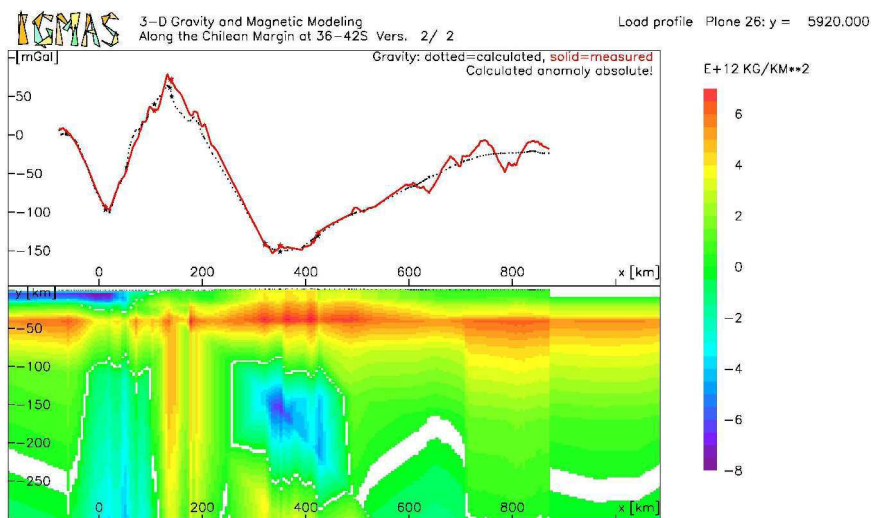 IGMAS
3-D Gravity and Magnetic Modeling
Along the Chilean Margin at 36-42S Vers. 2/ 2
Load profile Plane 26: y = 5920.000
[mGal]
Gravity: dotted=calculated, solid=measured
Calculated anomaly absolute!
50
0
-50
-100
-150
0 200 400 600 800 x [km]
y [km]
-50
-100
-150
-200
-250
0 200 400 600 800 x [km]
E+12 KG/KM**2
6
4
2
0
-2
-4
-6
-8